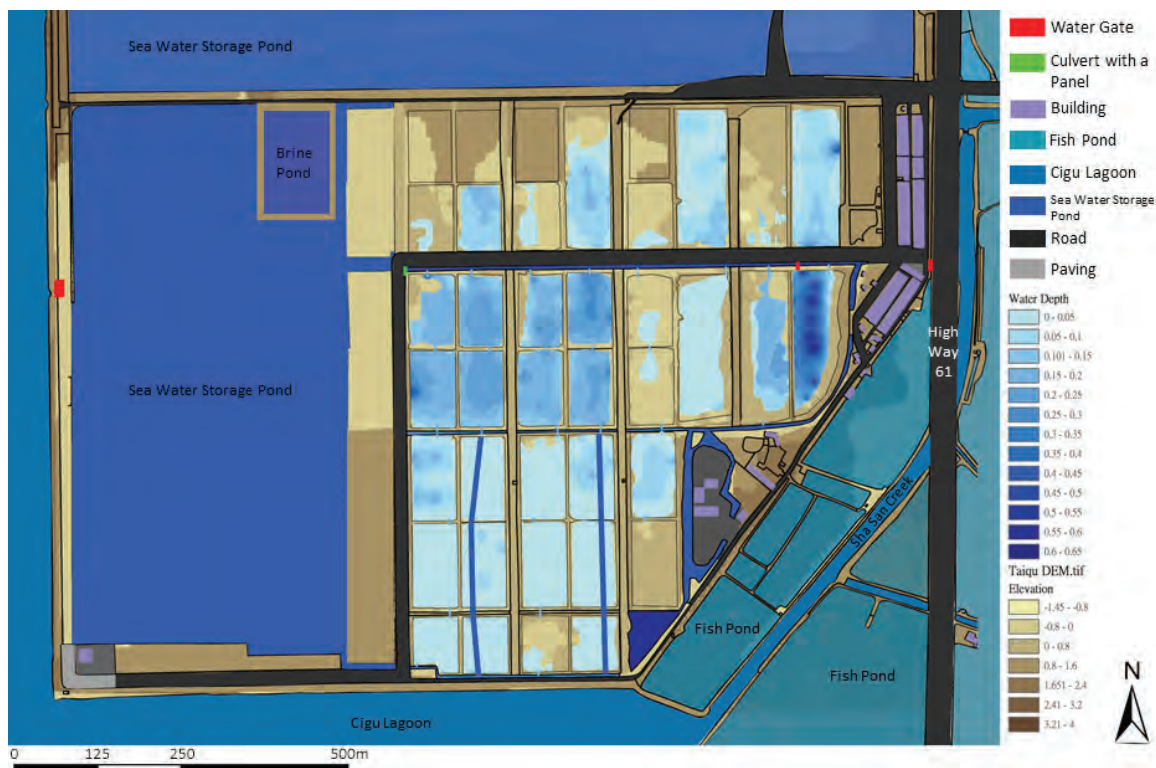 Sea Water Storage Pond
Brine
Pond
Sea Water Storage Pond
High
Way
61
Sha San Creek
Fish Pond
Fish Pond
Cigu Lagoon
0 125 250 500m
Water Gate
Culvert with a
Panel
Building
Fish Pond
Cigu Lagoon
Sea Water Storage
Pond
Road
Paving
Water Depth
0 - 0.05
0.05 - 0.1
0.101 - 0.15
0.15 - 0.2
0.2 - 0.25
0.25 - 0.3
0.3 - 0.35
0.35 - 0.4
0.4 - 0.45
0.45 - 0.5
0.5 - 0.55
0.55 - 0.6
0.6 - 0.65
Taiqu DEM.tif
Elevation
-1.45 - -0.8
-0.8 - 0
0 - 0.8
0.8 - 1.6
1.651 - 2.4
2.41 - 3.2
3.21 - 4
N